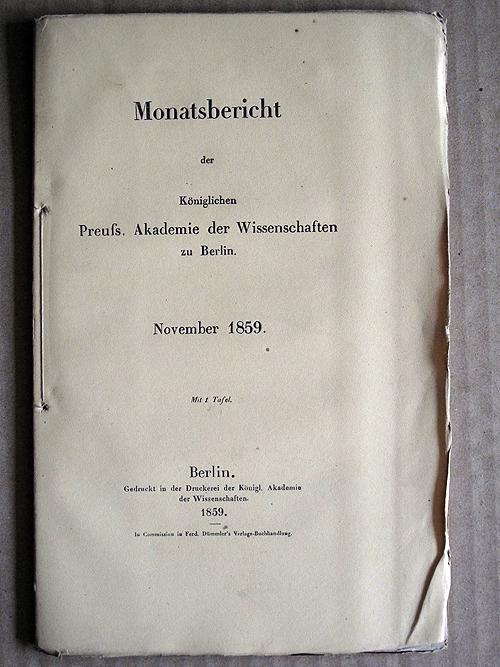 Monatsbericht
der
Königlichen
Preuſs. Akademie der Wissenschaften
zu Berlin.
November 1859.
Mit 1 Tafel.
Berlin.
Gedruckt in der Druckerei der Königl. Akademie
der Wissenschaften.
1859.
In Commission in Ferd. Dümmler's Verlags-Buchhandlung.